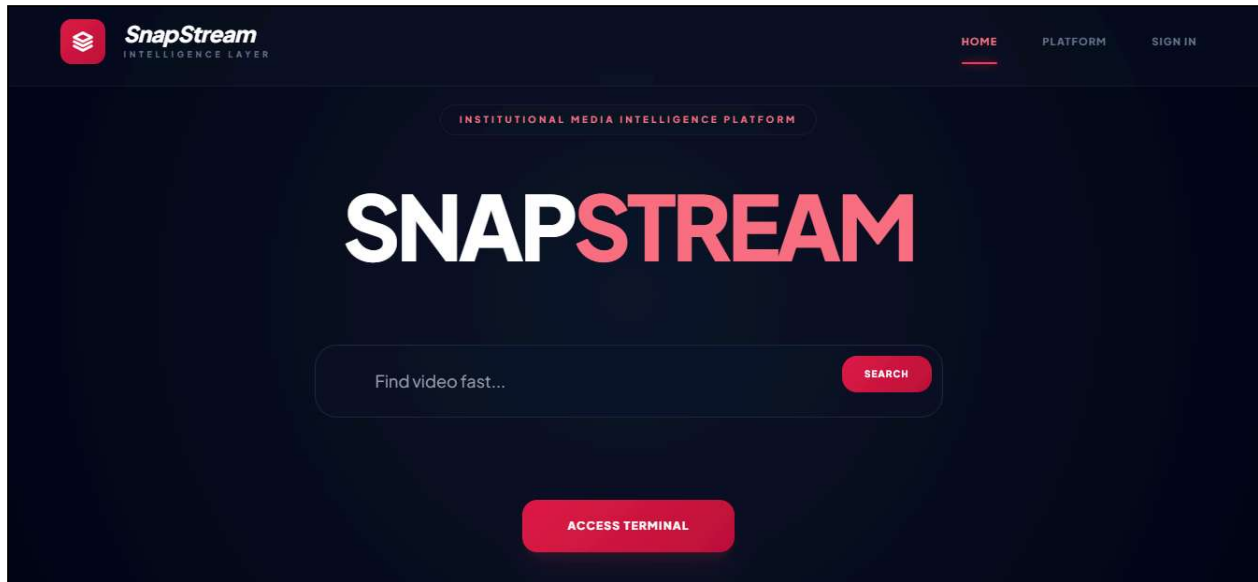 SnapStream
INTELLIGENCE LAYER
HOME PLATFORM SIGN IN
INSTITUTIONAL MEDIA INTELLIGENCE PLATFORM
SNAPSTREAM
Find video fast...
SEARCH
ACCESS TERMINAL